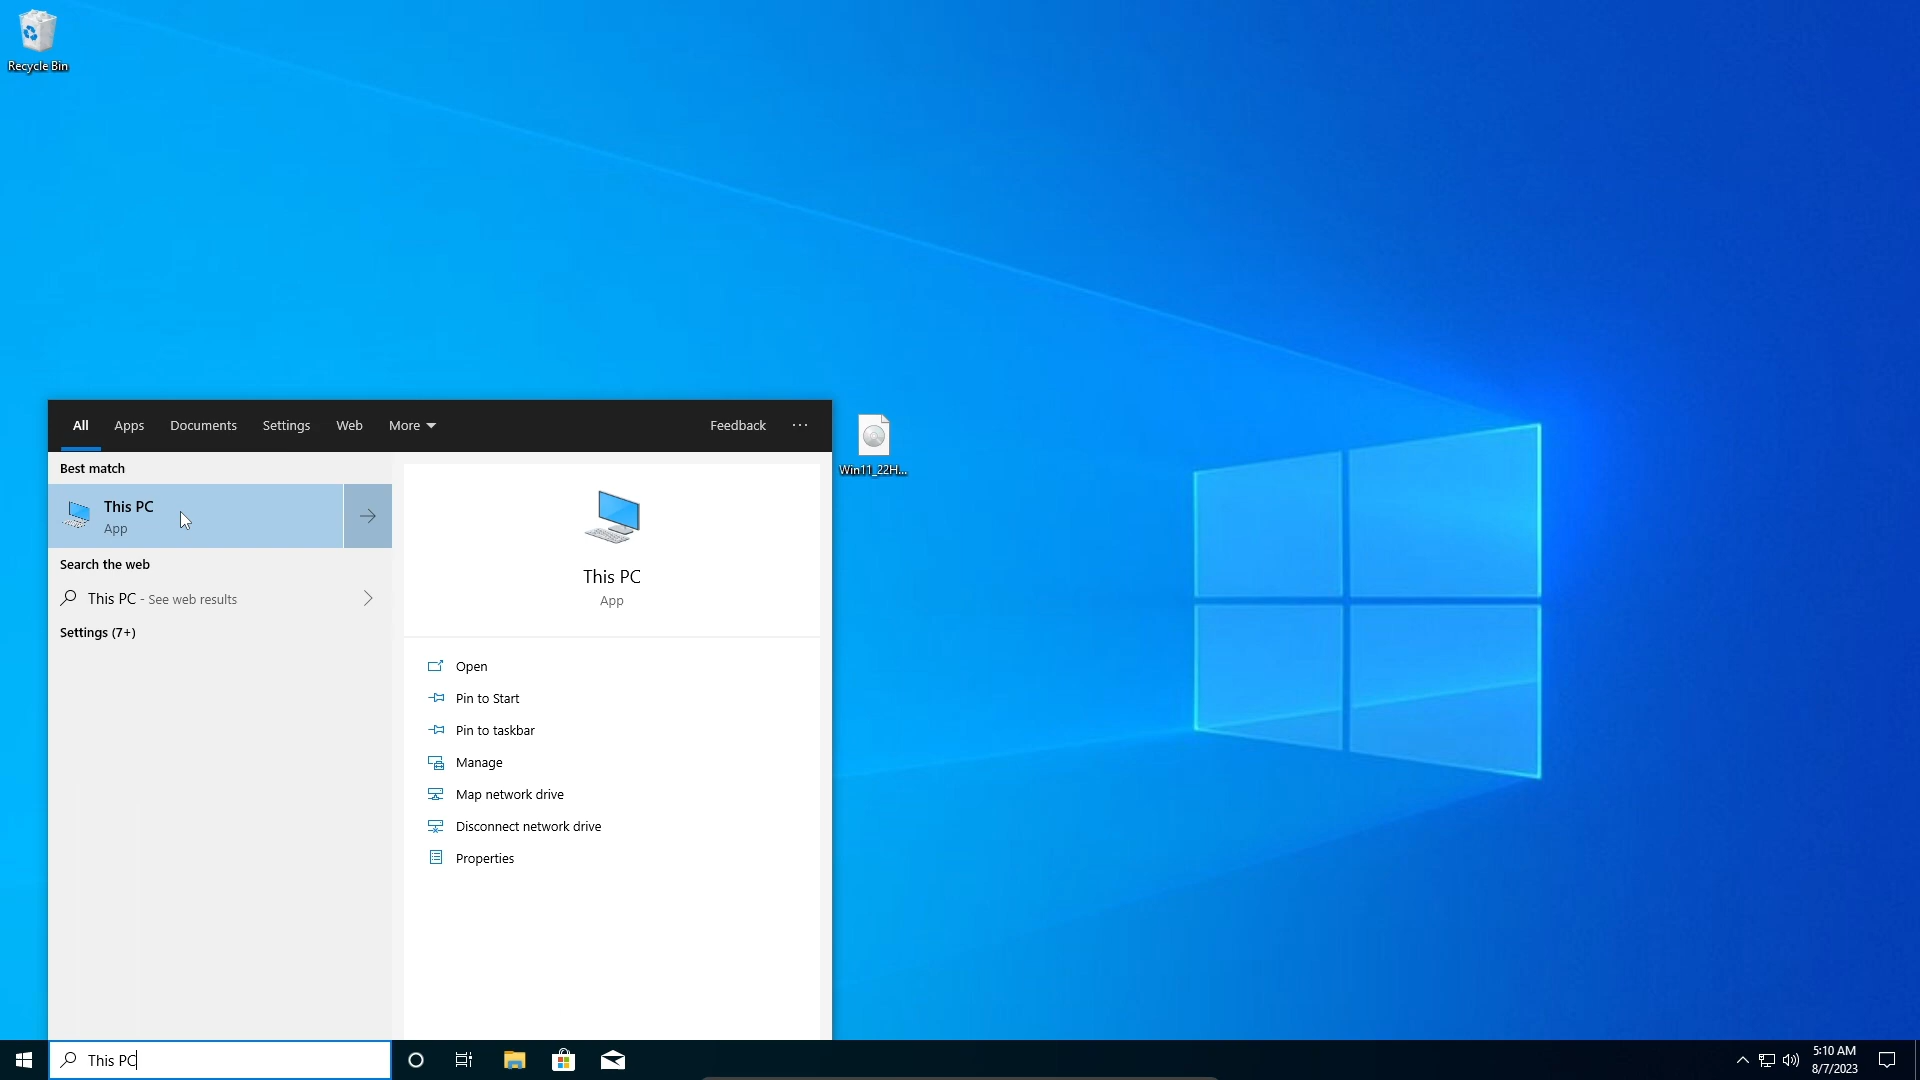 Recycle Bin
All Apps Documents Settings Web More Feedback ...
Win11_22H...
Best match
This PC
App
Search the web
This PC - See web results
Settings (7+)
This PC
App
Open
Pin to Start
Pin to taskbar
Manage
Map network drive
Disconnect network drive
Properties
This PC
5:10 AM
8/7/2023